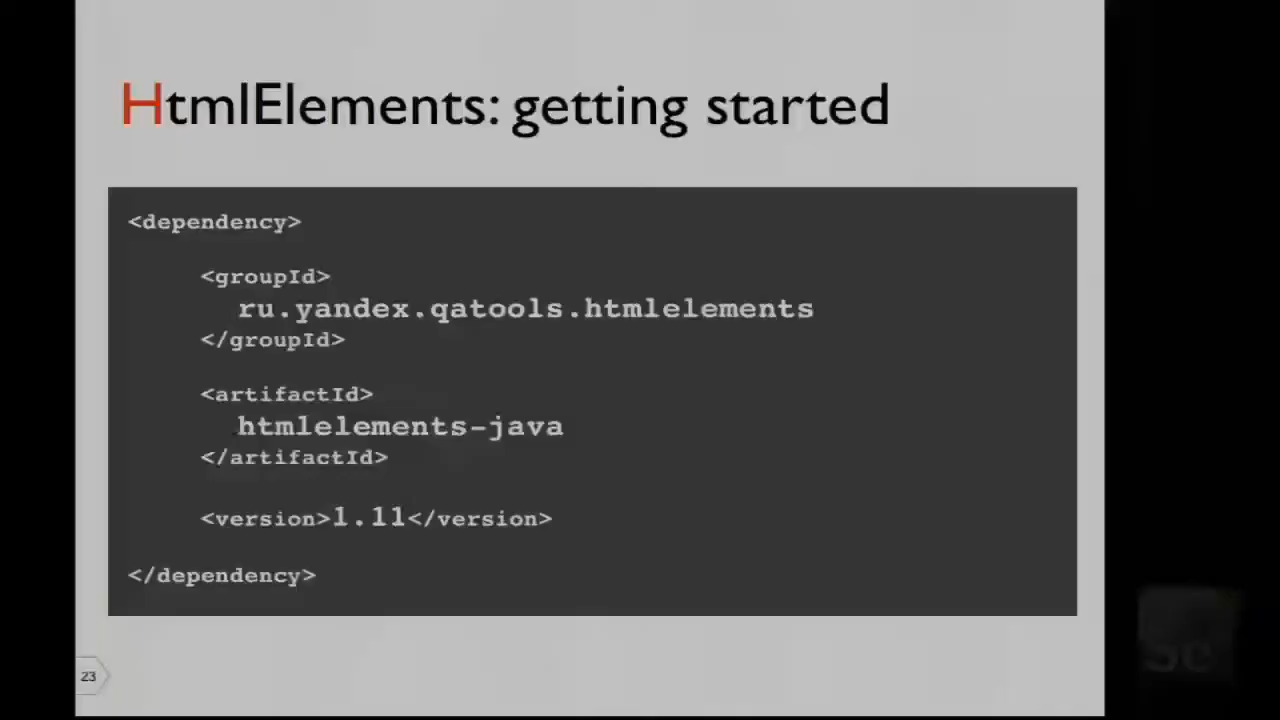 HtmlElements: getting started
<dependency>
<groupId>
ru.yandex.qatools.htmlelements
</groupId>
<artifactId>
htmlelements-java
</artifactId>
<version>1.11</version>
</dependency>
23
Se